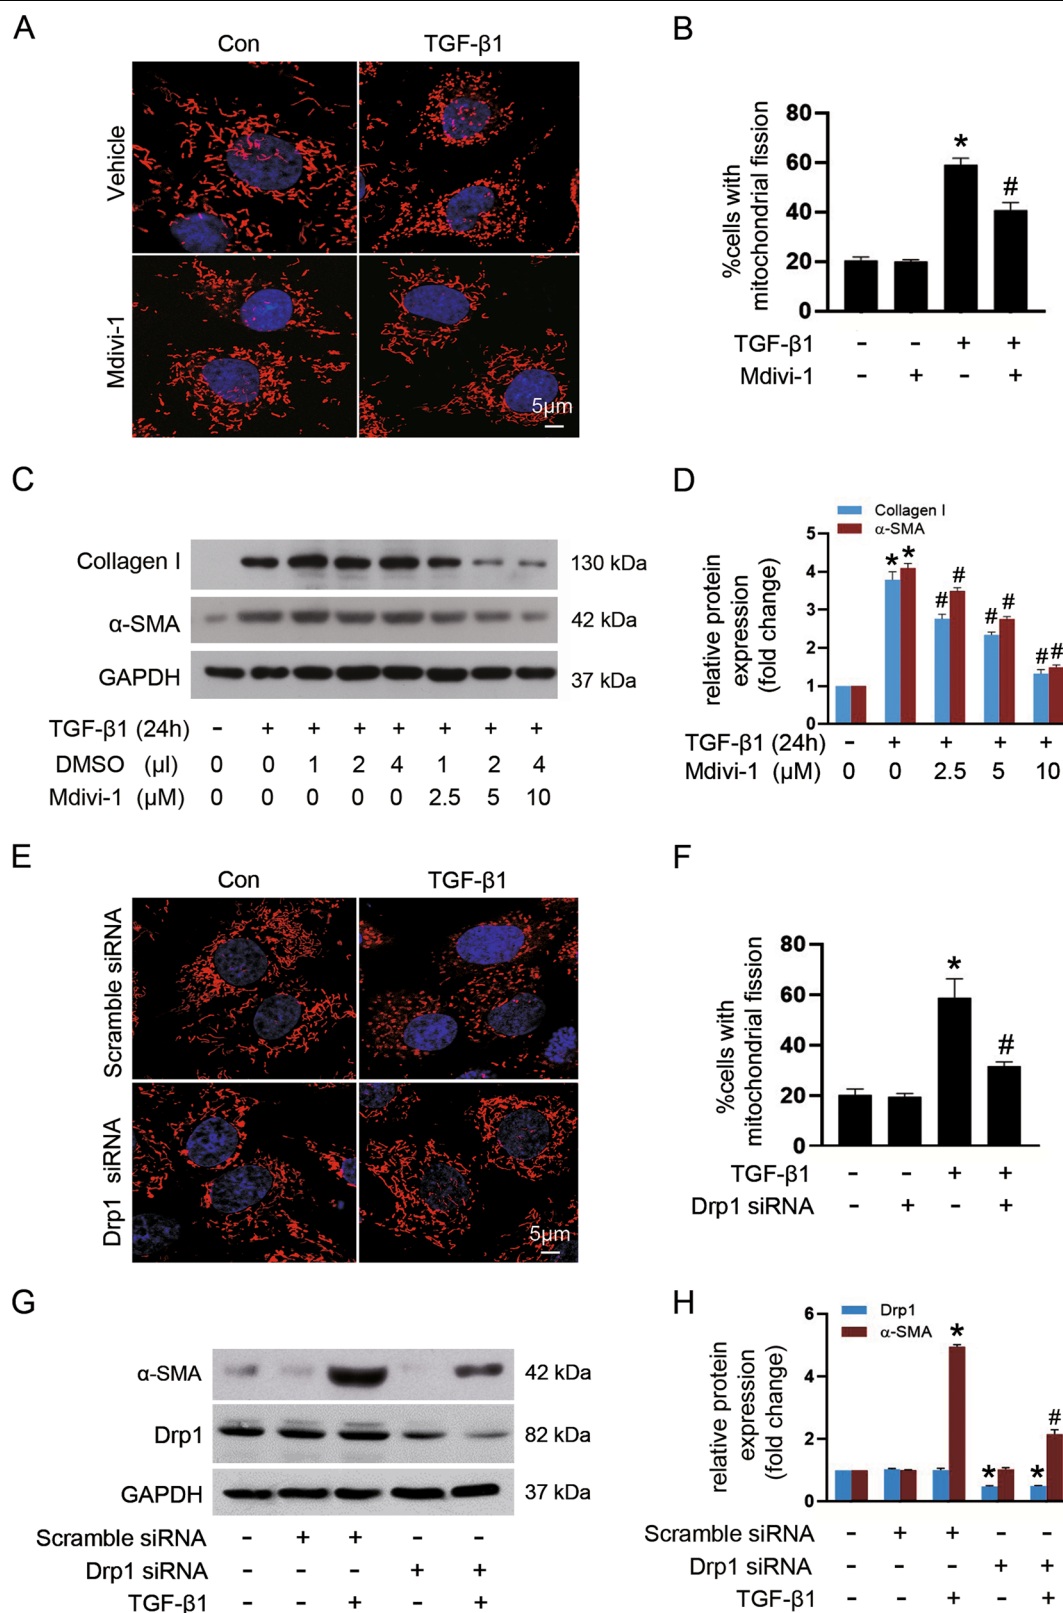 A
Con
TGF-β1
Vehicle
Mdivi-1
5μm
B
80
60
40
20
0
%cells with
mitochondrial fission
*
#
TGF-β1 - - + +
Mdivi-1 - + - +
C
Collagen I
130 kDa
α-SMA
42 kDa
GAPDH
37 kDa
TGF-β1 (24h) - + + + + + + +
DMSO (μl) 0 0 1 2 4 1 2 4
Mdivi-1 (μM) 0 0 0 0 0 2.5 5 10
D
Collagen I
α-SMA
5
4
3
2
1
0
relative protein
expression
(fold change)
* *
# #
# #
# #
TGF-β1 (24h) - + + + +
Mdivi-1 (μM) 0 0 2.5 5 10
E
Con
TGF-β1
Scramble siRNA
Drp1 siRNA
5μm
F
80
60
40
20
0
%cells with
mitochondrial fission
*
#
TGF-β1 - - + +
Drp1 siRNA - + - +
G
α-SMA
42 kDa
Drp1
82 kDa
GAPDH
37 kDa
Scramble siRNA - + + - -
Drp1 siRNA - - - + +
TGF-β1 - - + - +
H
Drp1
α-SMA
6
4
2
0
relative protein
expression
(fold change)
*
*
* #
Scramble siRNA - + + - -
Drp1 siRNA - - - + +
TGF-β1 - - + - +